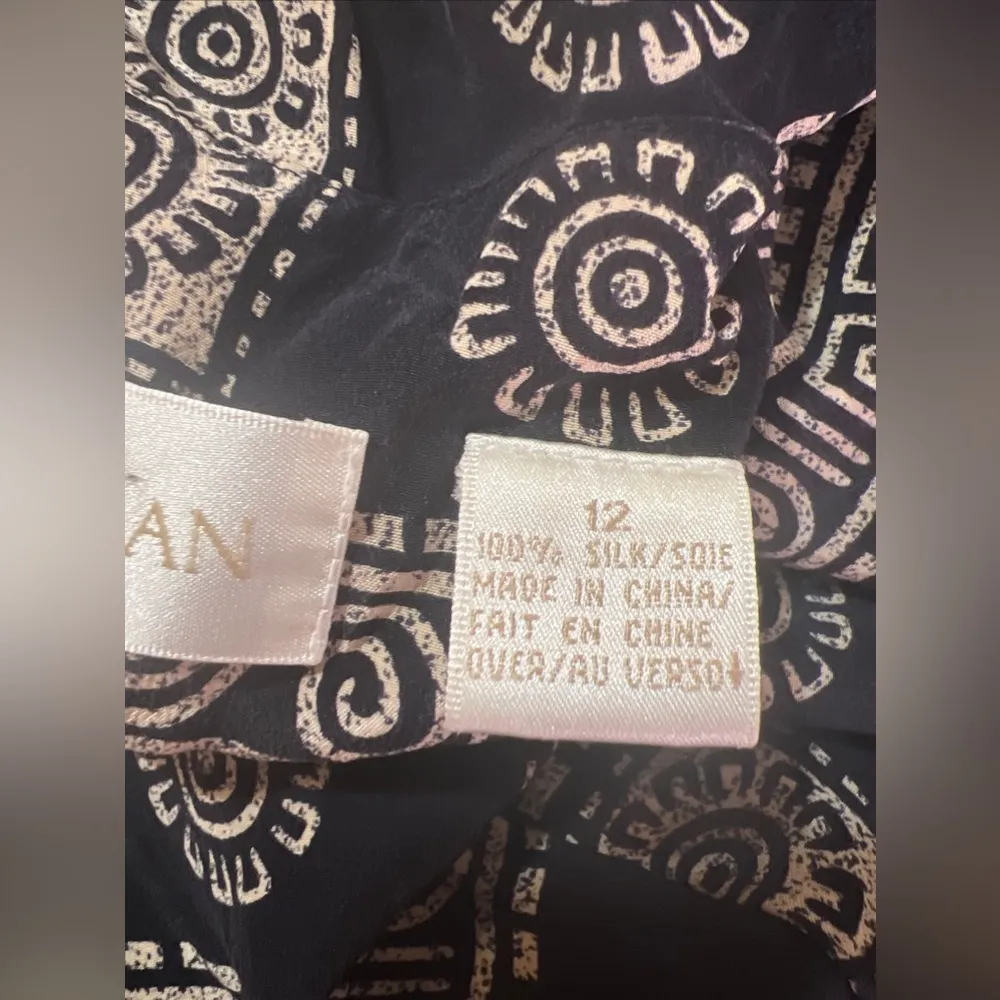 AN
12
100% SILK/SOIE
MADE IN CHINA/
FAIT EN CHINE
OVER/AU VERSO↓